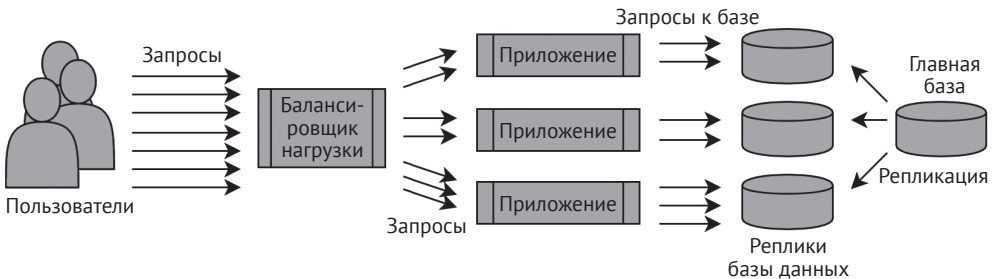 Запросы к базе
Запросы
Приложение
Главная
база
Баланси-
ровщик
нагрузки
Приложение
Репликация
Приложение
Пользователи
Запросы
Реплики
базы данных